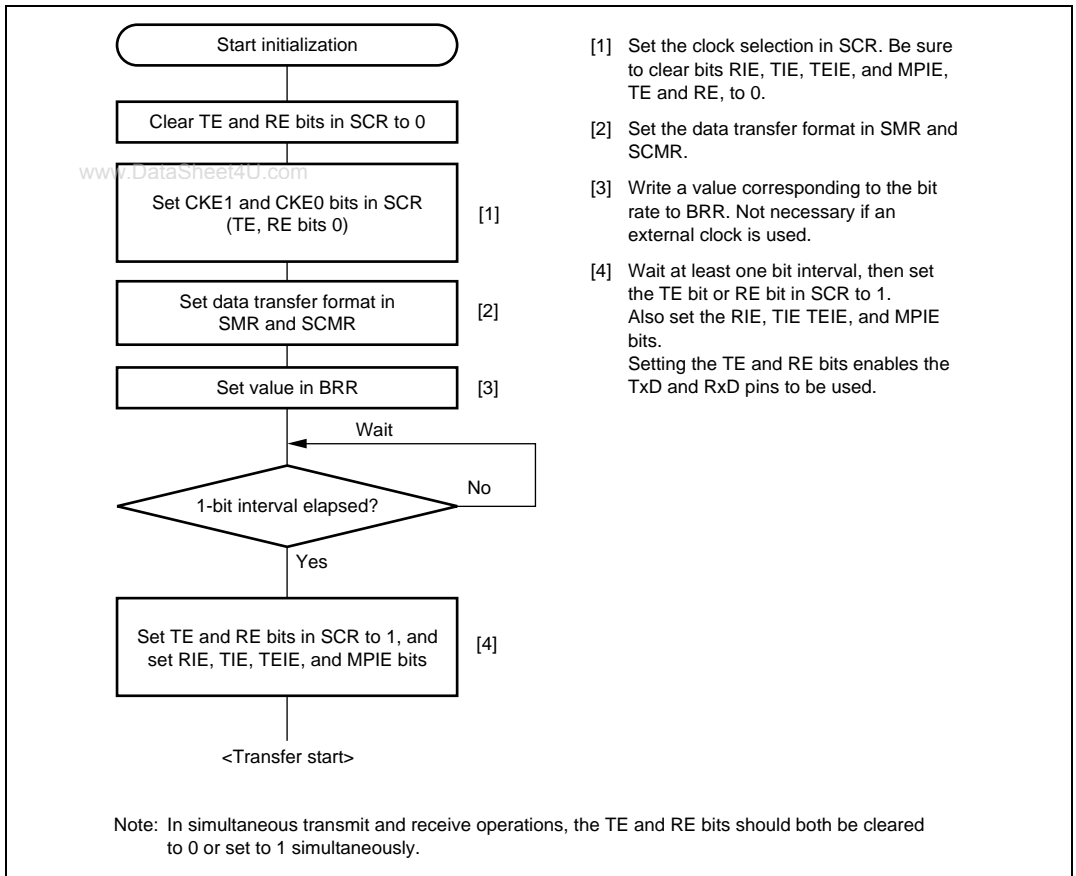 Start initialization
Clear TE and RE bits in SCR to 0
www.DataSheet4U.com
Set CKE1 and CKE0 bits in SCR
(TE, RE bits 0)
[1]
Set data transfer format in
SMR and SCMR
[2]
Set value in BRR
[3]
Wait
No
1-bit interval elapsed?
Yes
Set TE and RE bits in SCR to 1, and
set RIE, TIE, TEIE, and MPIE bits
[4]
<Transfer start>
[1] Set the clock selection in SCR. Be sure
to clear bits RIE, TIE, TEIE, and MPIE,
TE and RE, to 0.
[2] Set the data transfer format in SMR and
SCMR.
[3] Write a value corresponding to the bit
rate to BRR. Not necessary if an
external clock is used.
[4] Wait at least one bit interval, then set
the TE bit or RE bit in SCR to 1.
Also set the RIE, TIE TEIE, and MPIE
bits.
Setting the TE and RE bits enables the
TxD and RxD pins to be used.
Note: In simultaneous transmit and receive operations, the TE and RE bits should both be cleared
to 0 or set to 1 simultaneously.